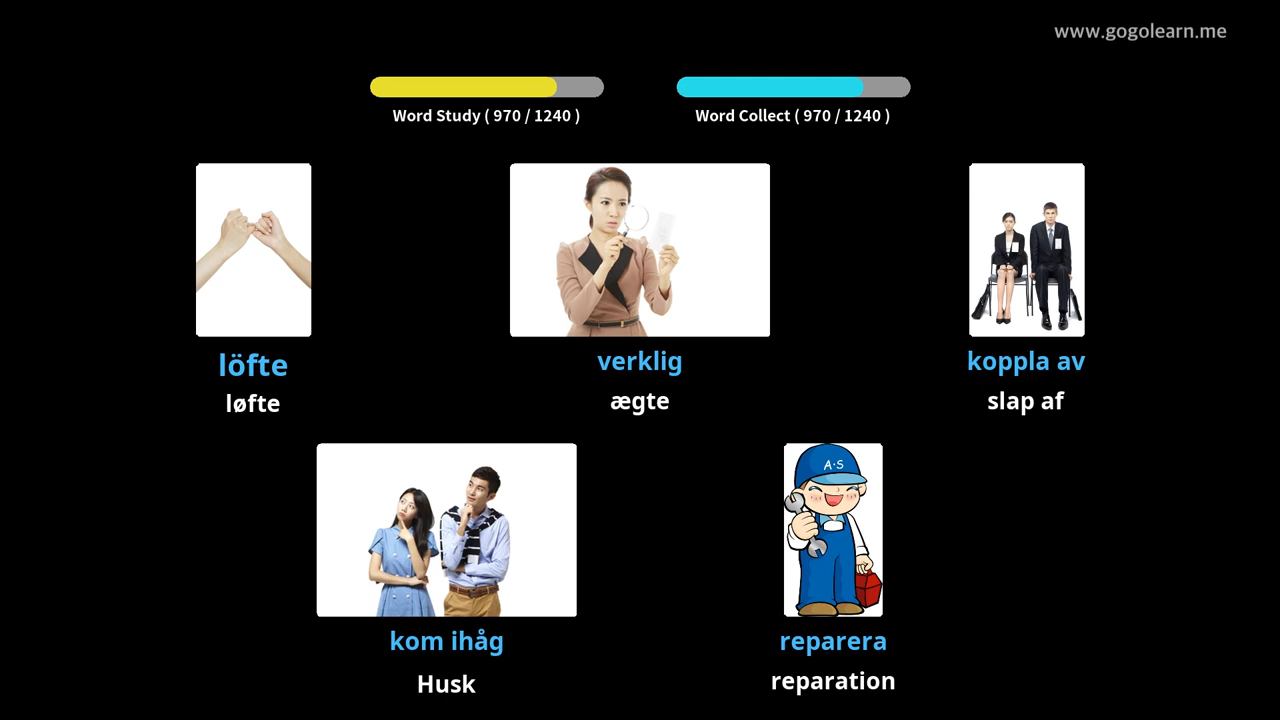 www.gogolearn.me
Word Study ( 970 / 1240 )
Word Collect ( 970 / 1240 )
löfte
løfte
verklig
ægte
koppla av
slap af
A·S
kom ihåg
Husk
reparera
reparation